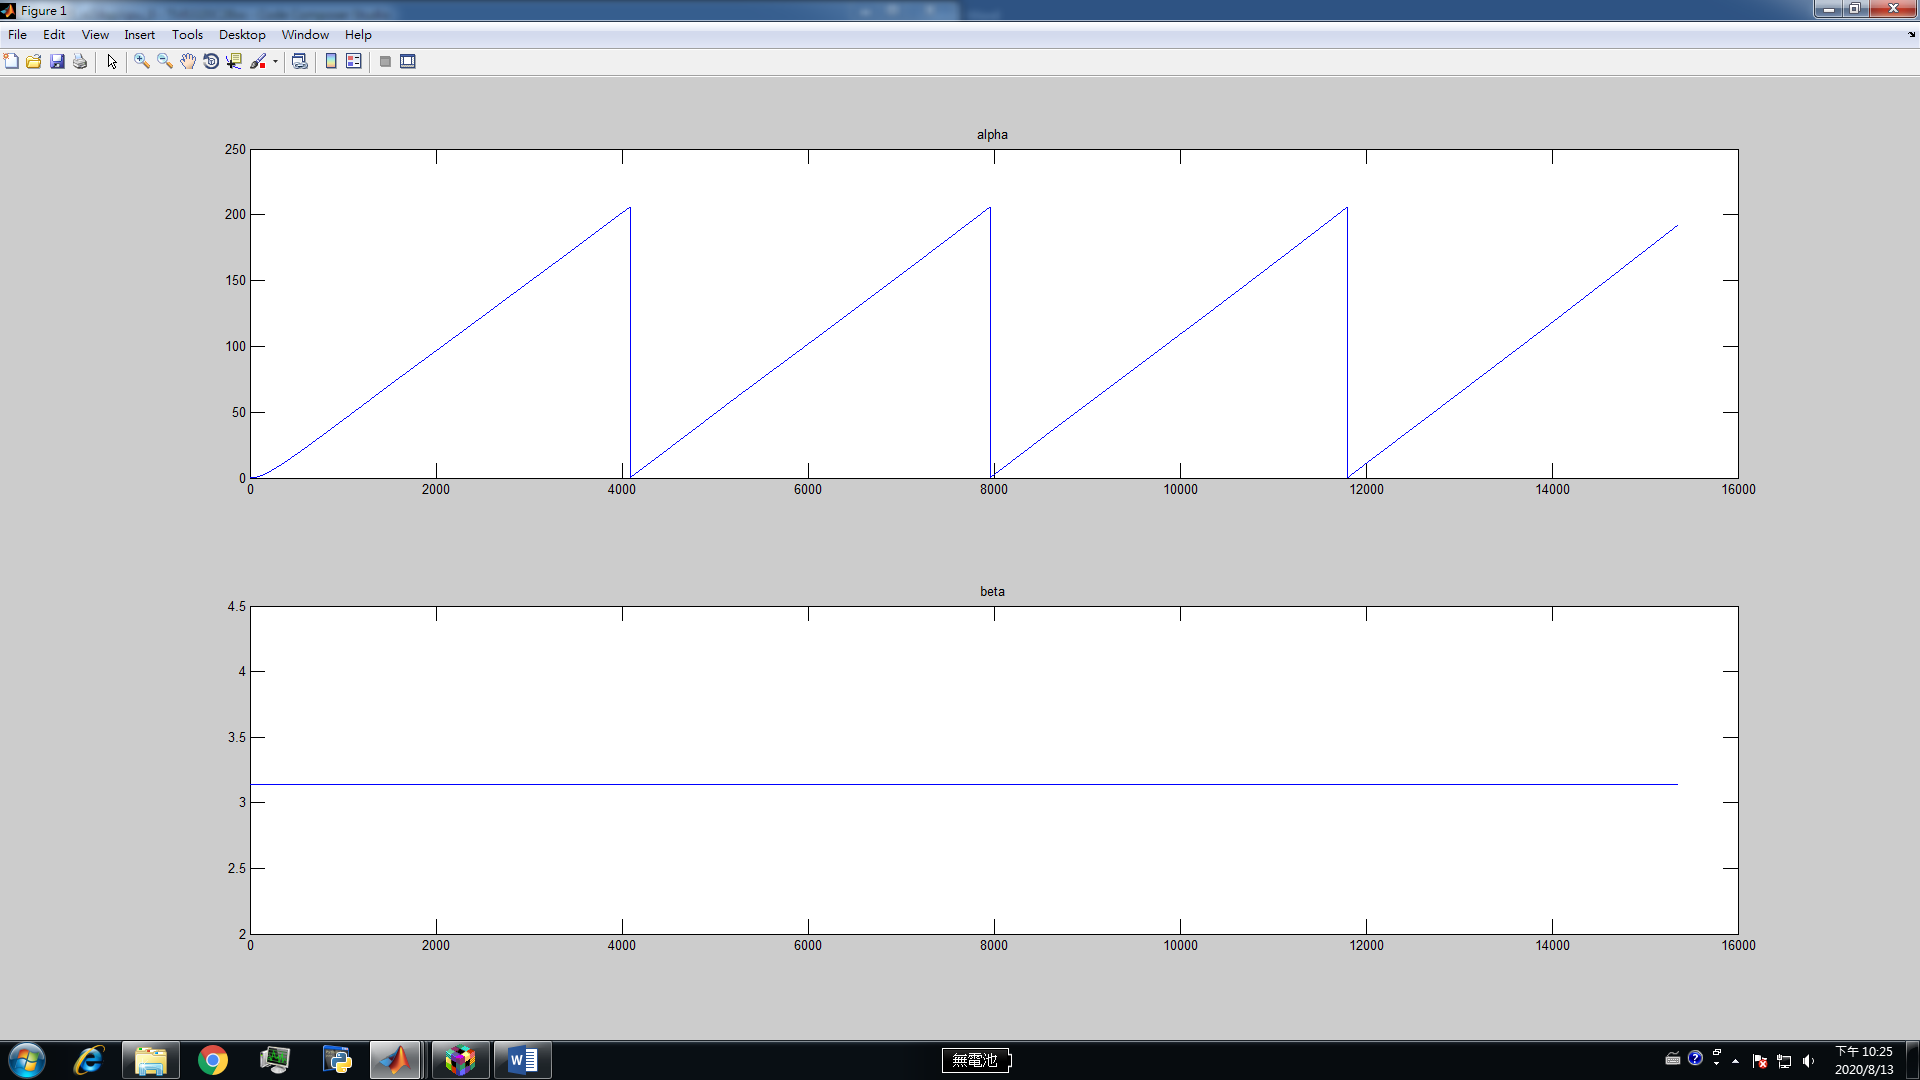 Figure 1
File Edit View Insert Tools Desktop Window Help
alpha
250
200
150
100
50
0
0 2000 4000 6000 8000 10000 12000 14000 16000
beta
4.5
4
3.5
3
2.5
2
0 2000 4000 6000 8000 10000 12000 14000 16000
無電池
下午 10:25
2020/8/13